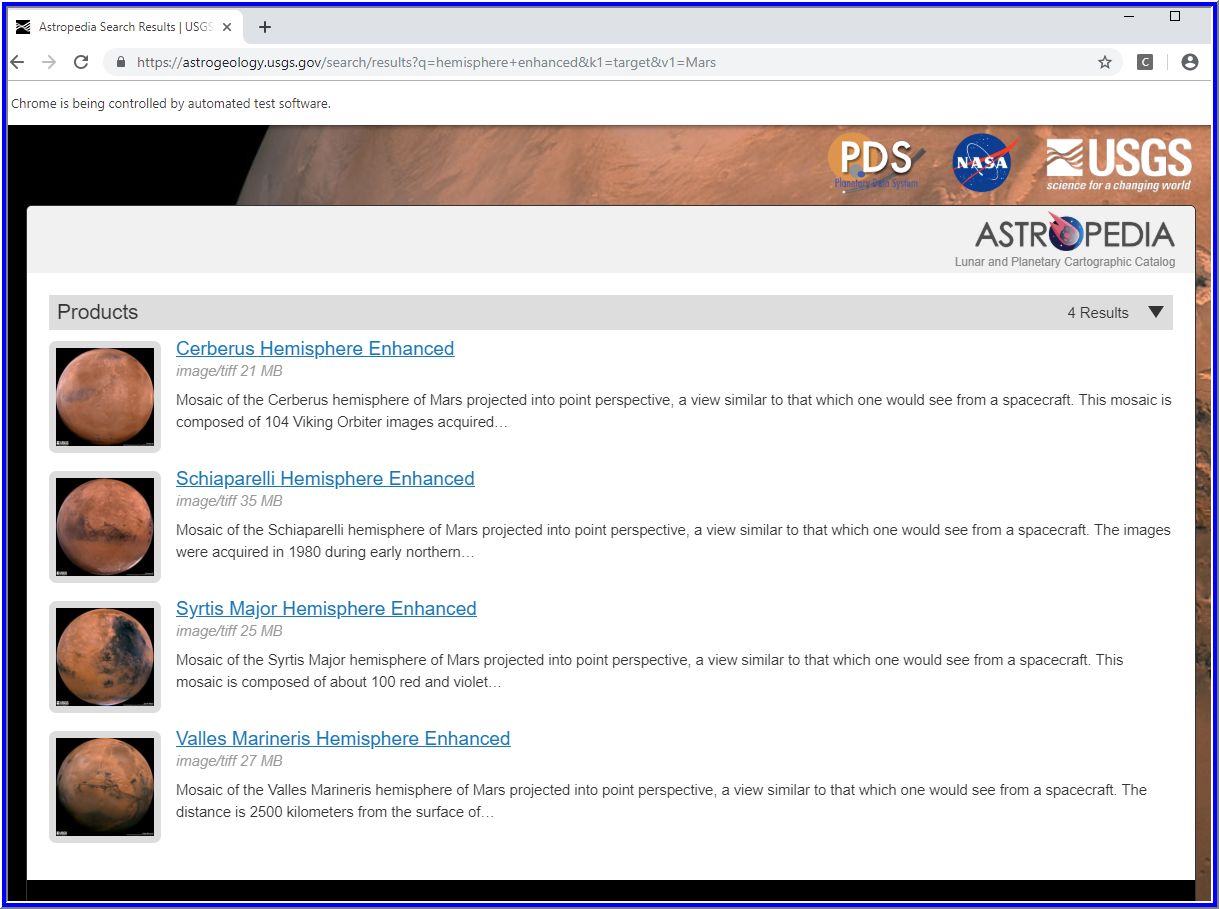 Astropedia Search Results | USGS
https://astrogeology.usgs.gov/search/results?q=hemisphere+enhanced&k1=target&v1=Mars
C
Chrome is being controlled by automated test software.
PDS
Planetary Data System
NASA
USGS
science for a changing world
ASTROPEDIA
Lunar and Planetary Cartographic Catalog
Products
4 Results
Cerberus Hemisphere Enhanced
image/tiff 21 MB
Mosaic of the Cerberus hemisphere of Mars projected into point perspective, a view similar to that which one would see from a spacecraft. This mosaic is
composed of 104 Viking Orbiter images acquired…
Schiaparelli Hemisphere Enhanced
image/tiff 35 MB
Mosaic of the Schiaparelli hemisphere of Mars projected into point perspective, a view similar to that which one would see from a spacecraft. The images
were acquired in 1980 during early northern…
Syrtis Major Hemisphere Enhanced
image/tiff 25 MB
Mosaic of the Syrtis Major hemisphere of Mars projected into point perspective, a view similar to that which one would see from a spacecraft. This
mosaic is composed of about 100 red and violet…
Valles Marineris Hemisphere Enhanced
image/tiff 27 MB
Mosaic of the Valles Marineris hemisphere of Mars projected into point perspective, a view similar to that which one would see from a spacecraft. The
distance is 2500 kilometers from the surface of…